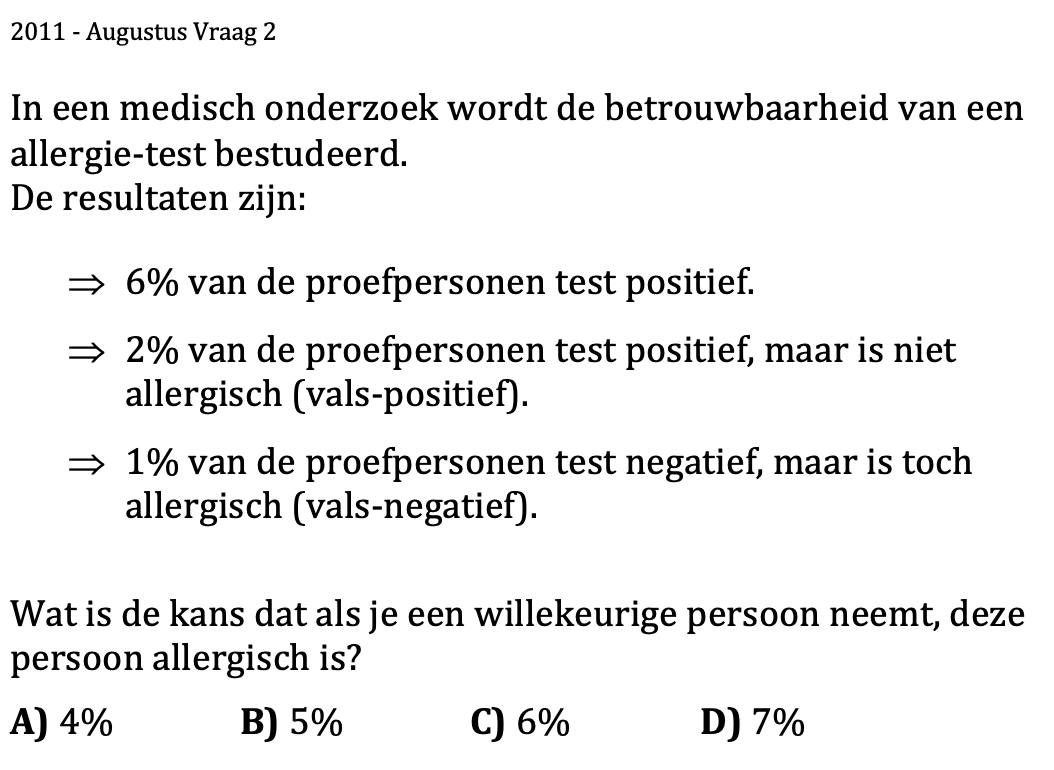 2011 - Augustus Vraag 2
In een medisch onderzoek wordt de betrouwbaarheid van een
allergie-test bestudeerd.
De resultaten zijn:
⇒ 6% van de proefpersonen test positief.
⇒ 2% van de proefpersonen test positief, maar is niet
allergisch (vals-positief).
⇒ 1% van de proefpersonen test negatief, maar is toch
allergisch (vals-negatief).
Wat is de kans dat als je een willekeurige persoon neemt, deze
persoon allergisch is?
A) 4% B) 5% C) 6% D) 7%